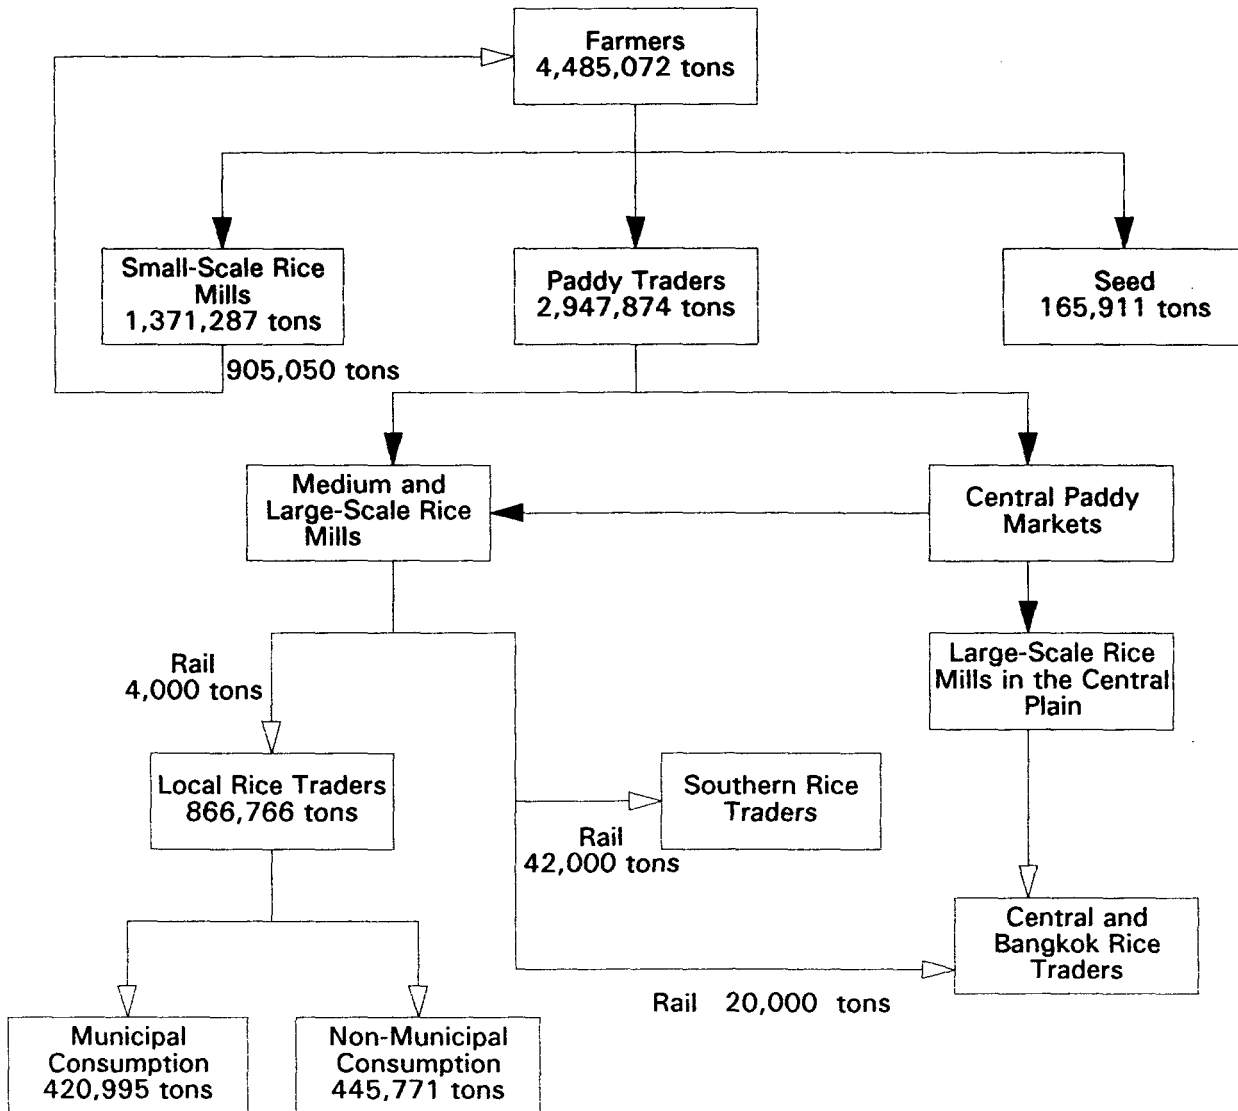 Farmers
4,485,072 tons
Small-Scale Rice
Mills
1,371,287 tons
Paddy Traders
2,947,874 tons
Seed
165,911 tons
905,050 tons
Medium and
Large-Scale Rice
Mills
Central Paddy
Markets
Rail
4,000 tons
Large-Scale Rice
Mills in the Central
Plain
Local Rice Traders
866,766 tons
Southern Rice
Traders
Rail
42,000 tons
Central and
Bangkok Rice
Traders
Rail 20,000 tons
Municipal
Consumption
420,995 tons
Non-Municipal
Consumption
445,771 tons